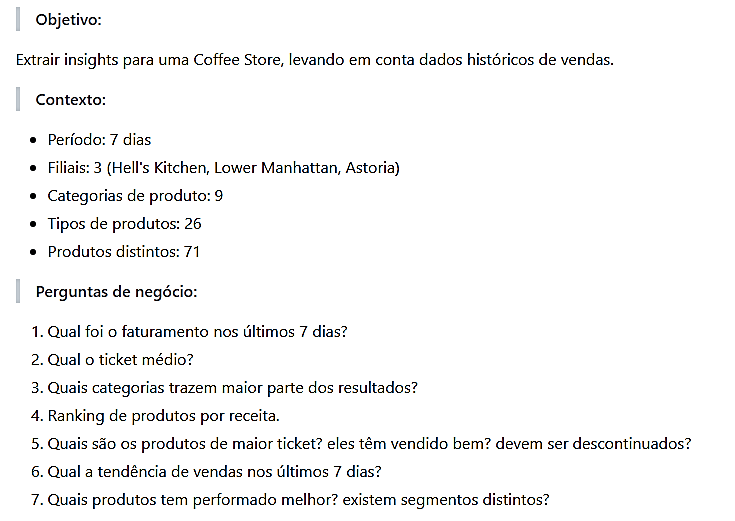 Objetivo:
Extrair insights para uma Coffee Store, levando em conta dados históricos de vendas.
Contexto:
• Período: 7 dias
• Filiais: 3 (Hell's Kitchen, Lower Manhattan, Astoria)
• Categorias de produto: 9
• Tipos de produtos: 26
• Produtos distintos: 71
Perguntas de negócio:
1. Qual foi o faturamento nos últimos 7 dias?
2. Qual o ticket médio?
3. Quais categorias trazem maior parte dos resultados?
4. Ranking de produtos por receita.
5. Quais são os produtos de maior ticket? eles têm vendido bem? devem ser descontinuados?
6. Qual a tendência de vendas nos últimos 7 dias?
7. Quais produtos tem performado melhor? existem segmentos distintos?